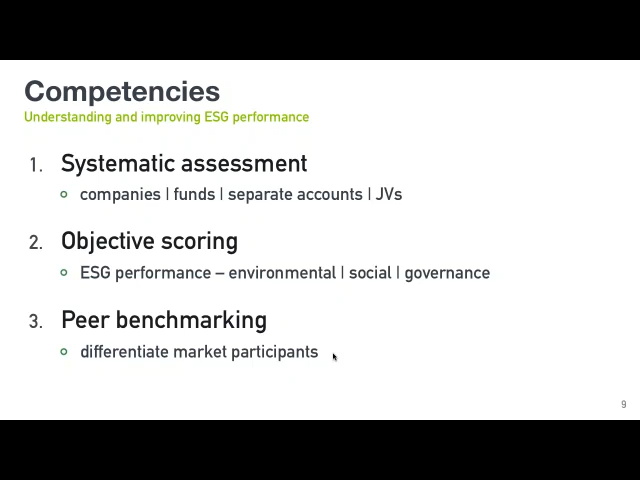 Competencies
Understanding and improving ESG performance
1. Systematic assessment
companies | funds | separate accounts | JVs
2. Objective scoring
ESG performance – environmental | social | governance
3. Peer benchmarking
differentiate market participants
9